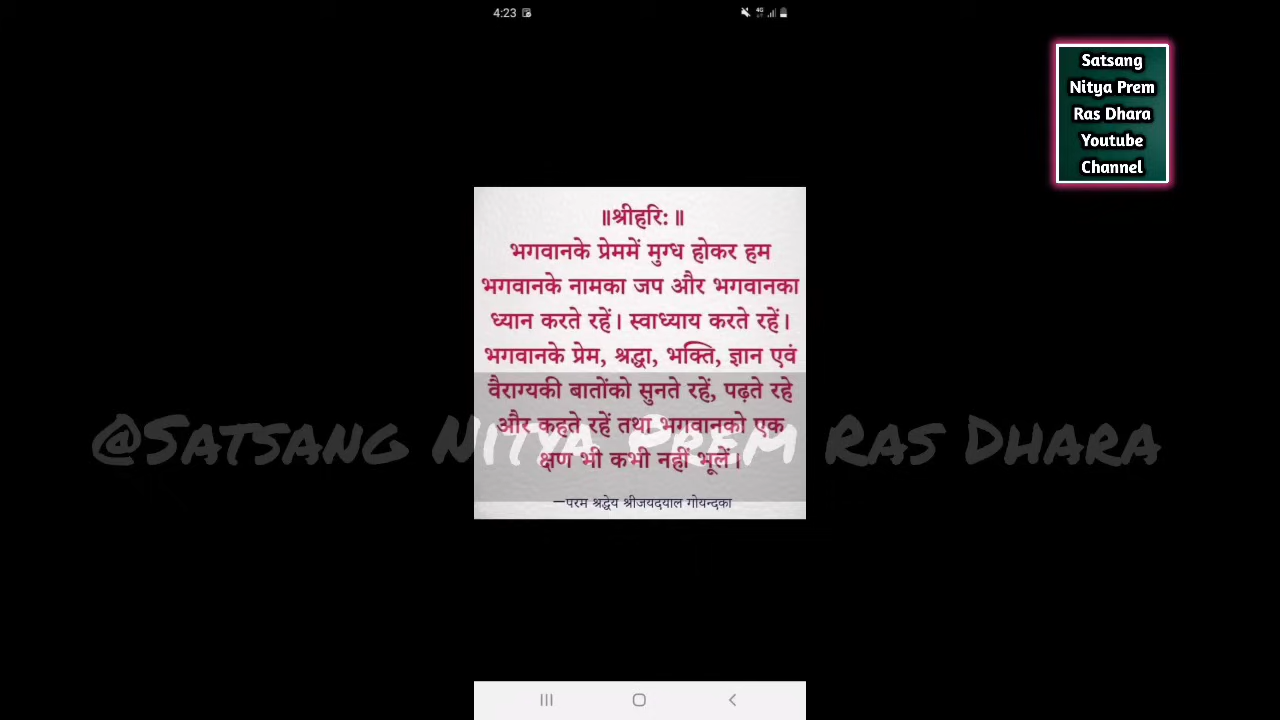 4:23
4G
Satsang
Nitya Prem
Ras Dhara
Youtube
Channel
॥श्रीहरि:॥
भगवानके प्रेममें मुग्ध होकर हम
भगवानके नामका जप और भगवानका
ध्यान करते रहें। स्वाध्याय करते रहें।
भगवानके प्रेम, श्रद्धा, भक्ति, ज्ञान एवं
वैराग्यकी बातोंको सुनते रहें, पढ़ते रहे
और कहते रहें तथा भगवानको एक
क्षण भी कभी नहीं भूलें।
—परम श्रद्धेय श्रीजयदयाल गोयन्दका
@Satsang Nitya Prem Ras Dhara